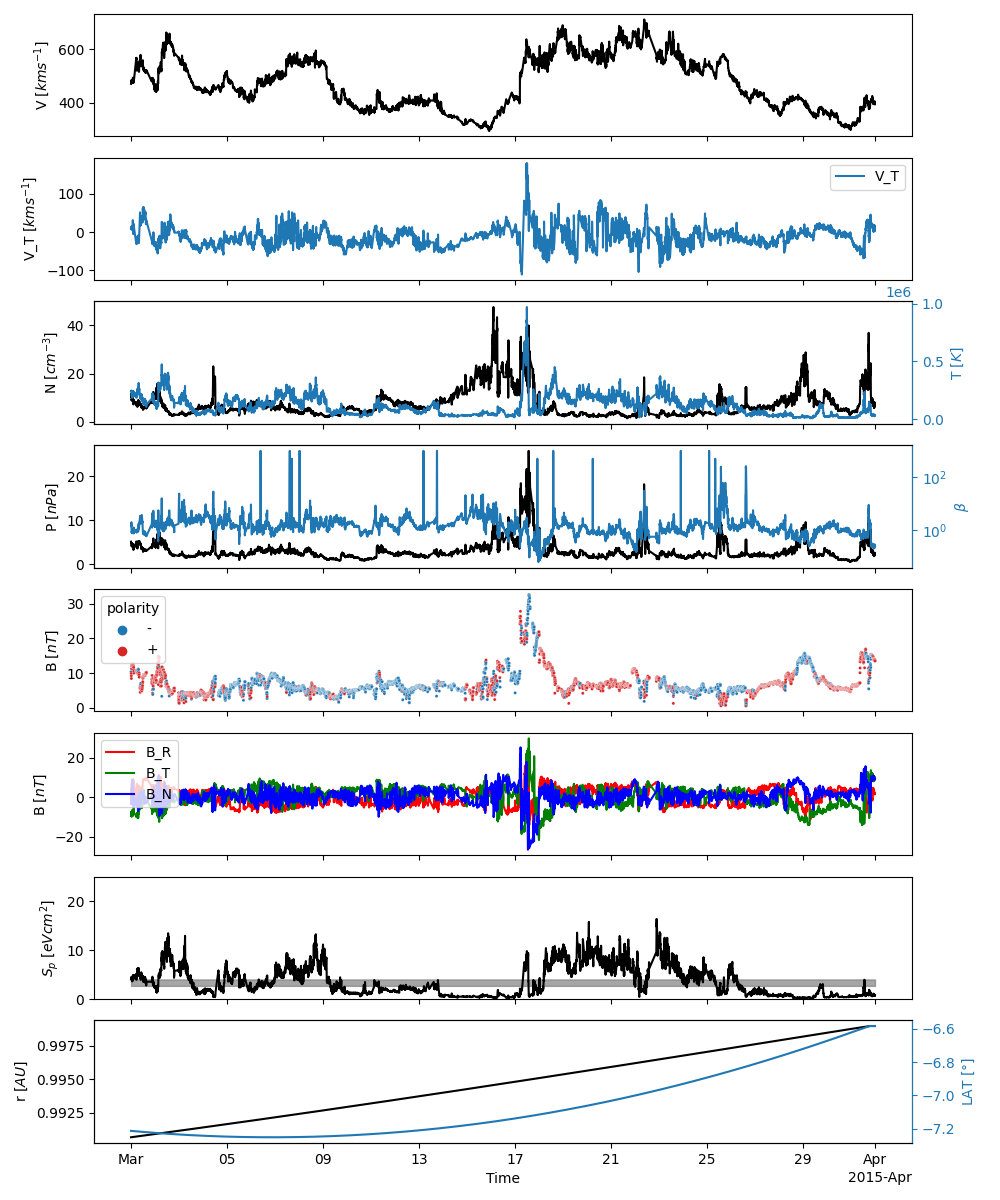 V [kms⁻¹]
600
400
V_T [kms⁻¹]
100
0
−100
V_T
N [cm⁻³]
40
20
0
1e6
1.0
0.5
0.0
T [K]
P [nPa]
20
10
0
10²
10⁰
β
B [nT]
30
20
10
0
polarity
-
+
B [nT]
20
0
−20
B_R
B_T
B_N
Sₚ [eVcm²]
20
10
0
r [AU]
0.9975
0.9950
0.9925
−6.6
−6.8
−7.0
−7.2
LAT [°]
Mar 05 09 13 17 21 25 29 Apr
Time
2015-Apr